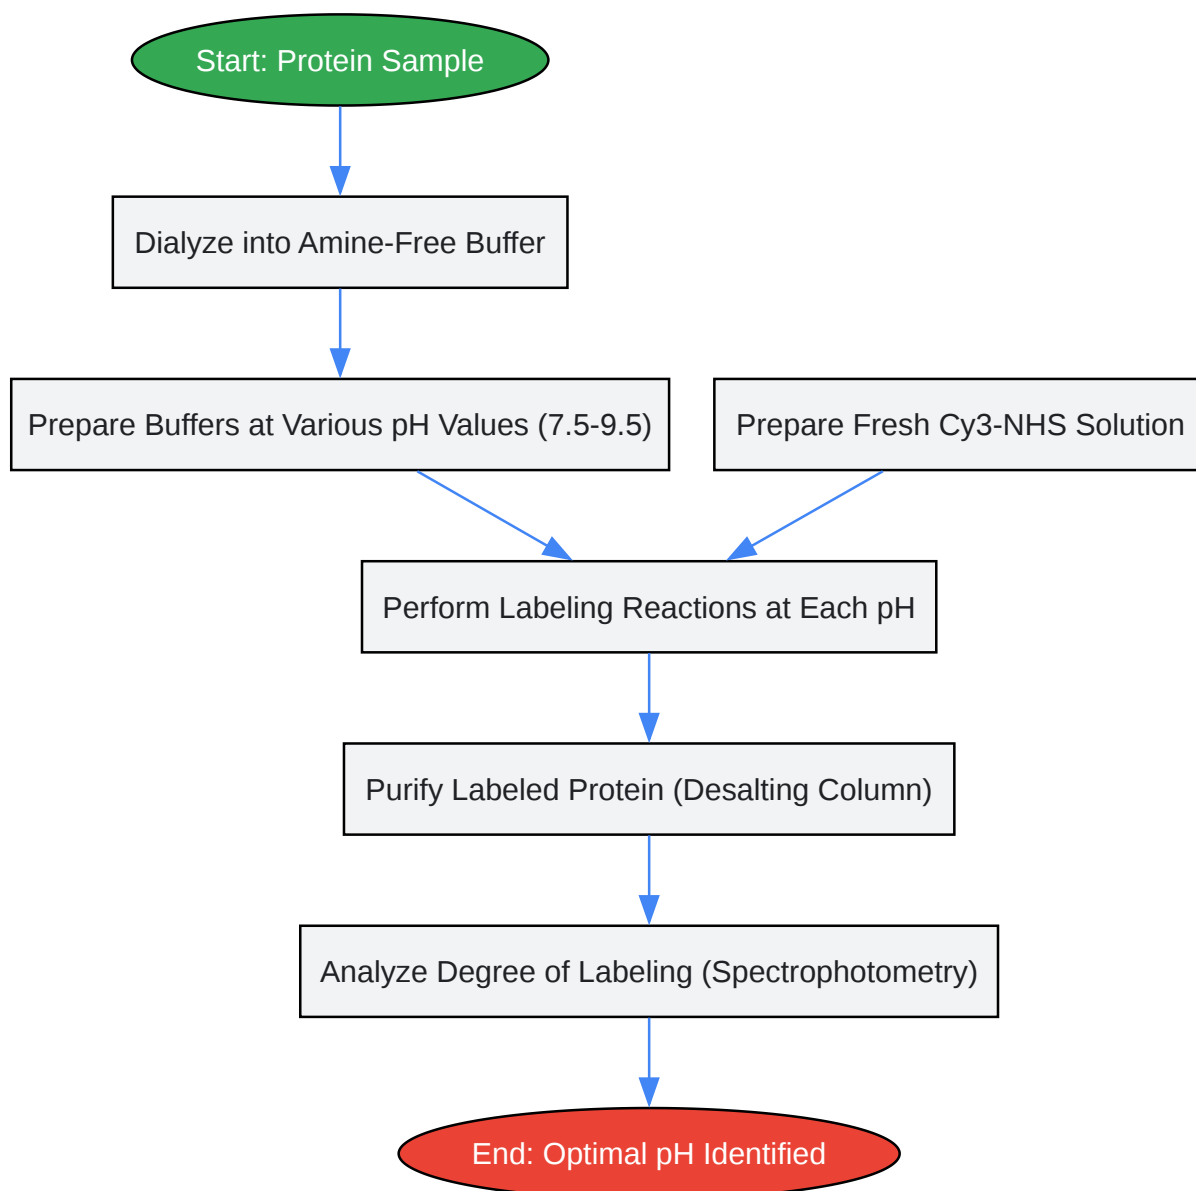 Start: Protein Sample
Dialyze into Amine-Free Buffer
Prepare Buffers at Various pH Values (7.5-9.5)
Prepare Fresh Cy3-NHS Solution
Perform Labeling Reactions at Each pH
Purify Labeled Protein (Desalting Column)
Analyze Degree of Labeling (Spectrophotometry)
End: Optimal pH Identified